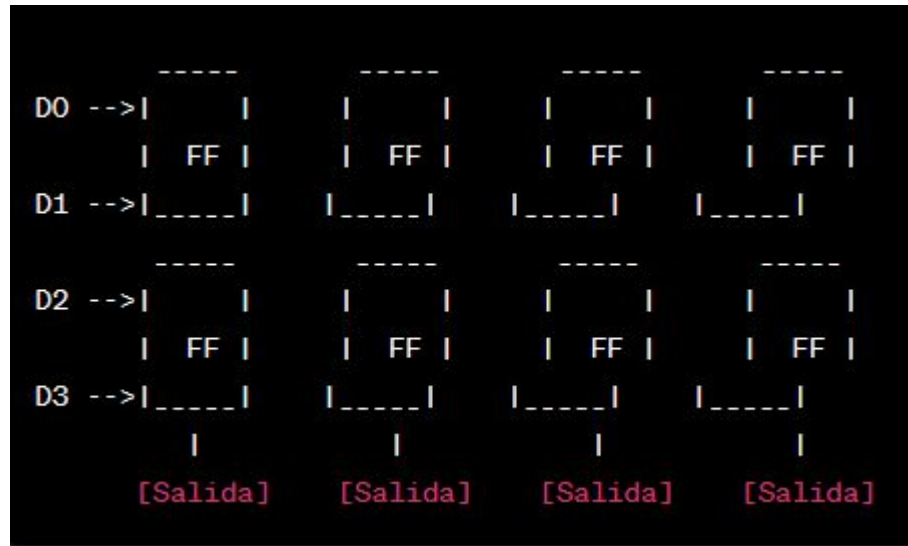 D0 -->
FF FF FF FF
D1 -->
D2 -->
FF FF FF FF
D3 -->
[Salida] [Salida] [Salida] [Salida]